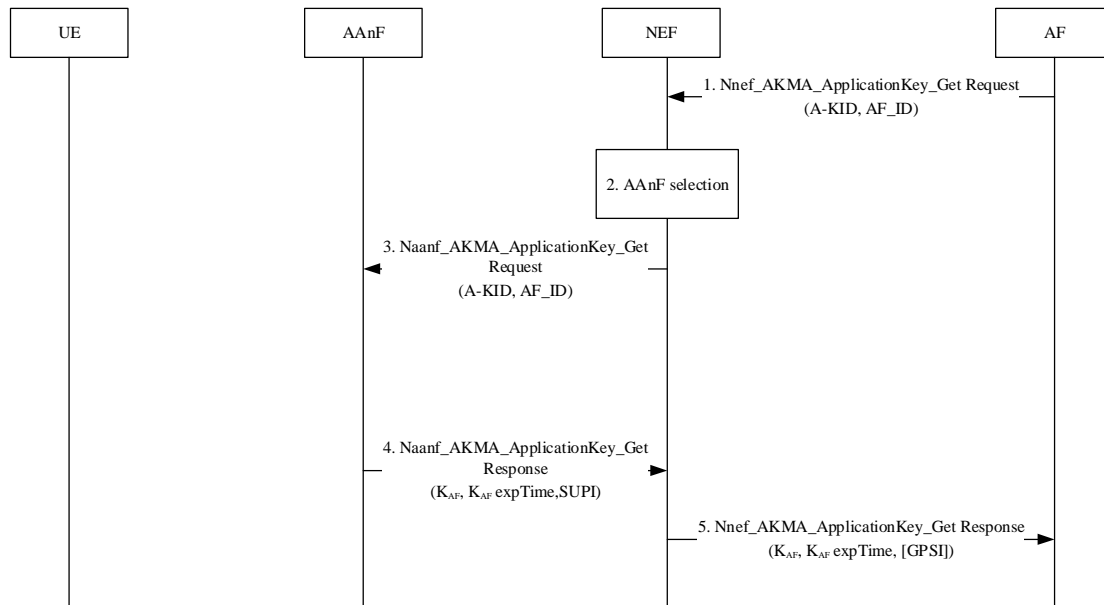 UE
AAnF
NEF
AF
1. Nnef_AKMA_ApplicationKey_Get Request
(A-KID, AF_ID)
2. AAnF selection
3. Naanf_AKMA_ApplicationKey_Get
Request
(A-KID, AF_ID)
4. Naanf_AKMA_ApplicationKey_Get
Response
(KAF, KAF expTime,SUPI)
5. Nnef_AKMA_ApplicationKey_Get Response
(KAF, KAF expTime, [GPSI])